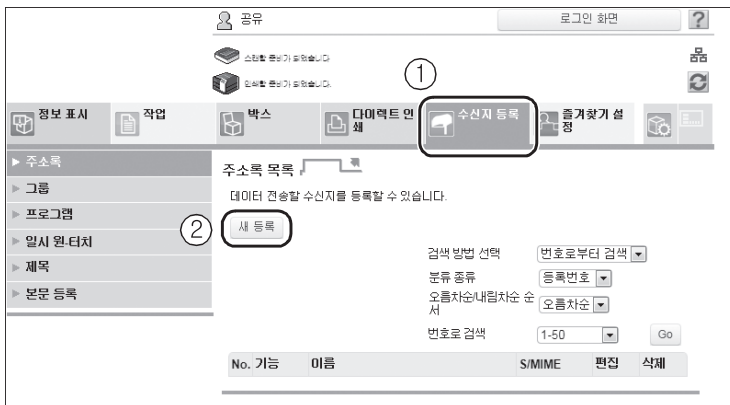 공유
로그인 화면
?
스캔할 준비가 되었습니다.
인쇄할 준비가 되었습니다.
①
정보 표시
작업
박스
다이렉트 인쇄
수신지 등록
즐겨찾기 설정
▶ 주소록
▶ 그룹
▶ 프로그램
▶ 일시 원-터치
▶ 제목
▶ 본문 등록
주소록 목록
데이터 전송할 수신지를 등록할 수 있습니다.
②
새 등록
검색 방법 선택 번호로부터 검색
분류 종류 등록번호
오름차순/내림차순 순서 오름차순
번호로 검색 1-50 Go
No. 기능 이름 S/MIME 편집 삭제